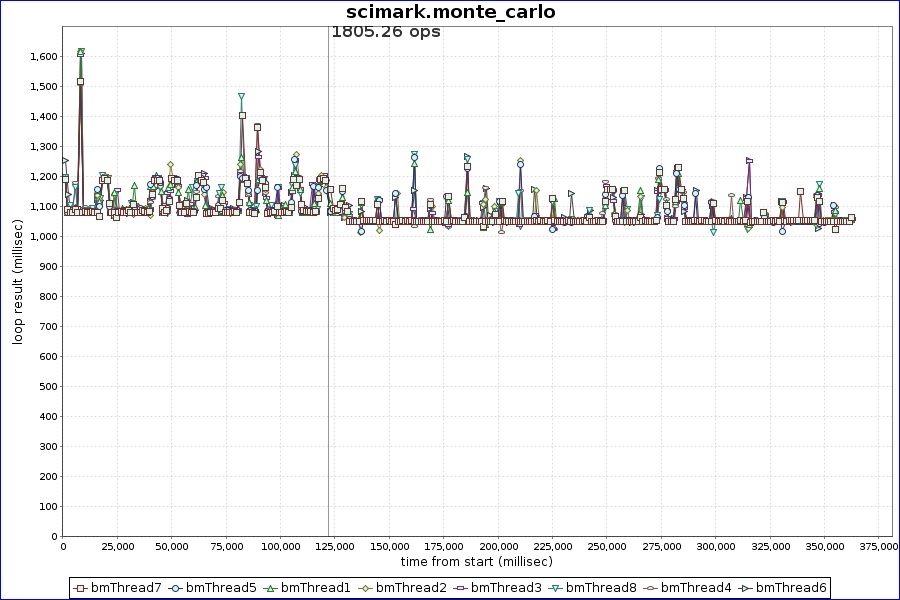 scimark.monte_carlo
1805.26 ops
loop result (millisec)
1,600
1,500
1,400
1,300
1,200
1,100
1,000
900
800
700
600
500
400
300
200
100
0
0 25,000 50,000 75,000 100,000 125,000 150,000 175,000 200,000 225,000 250,000 275,000 300,000 325,000 350,000 375,000
time from start (millisec)
bmThread7 bmThread5 bmThread1 bmThread2 bmThread3 bmThread8 bmThread4 bmThread6